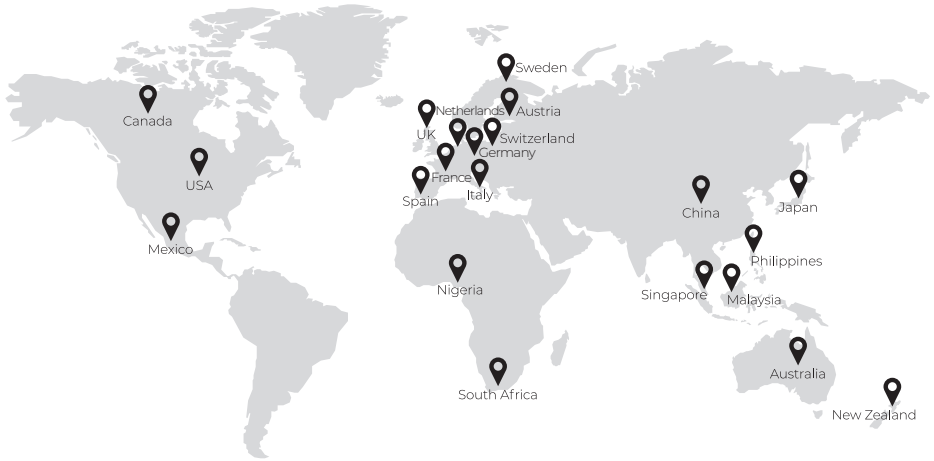 Sweden
Canada
Netherlands
Austria
UK
Switzerland
Germany
USA
France
Italy
Spain
China
Japan
Mexico
Philippines
Nigeria
Singapore
Malaysia
Australia
South Africa
New Zealand